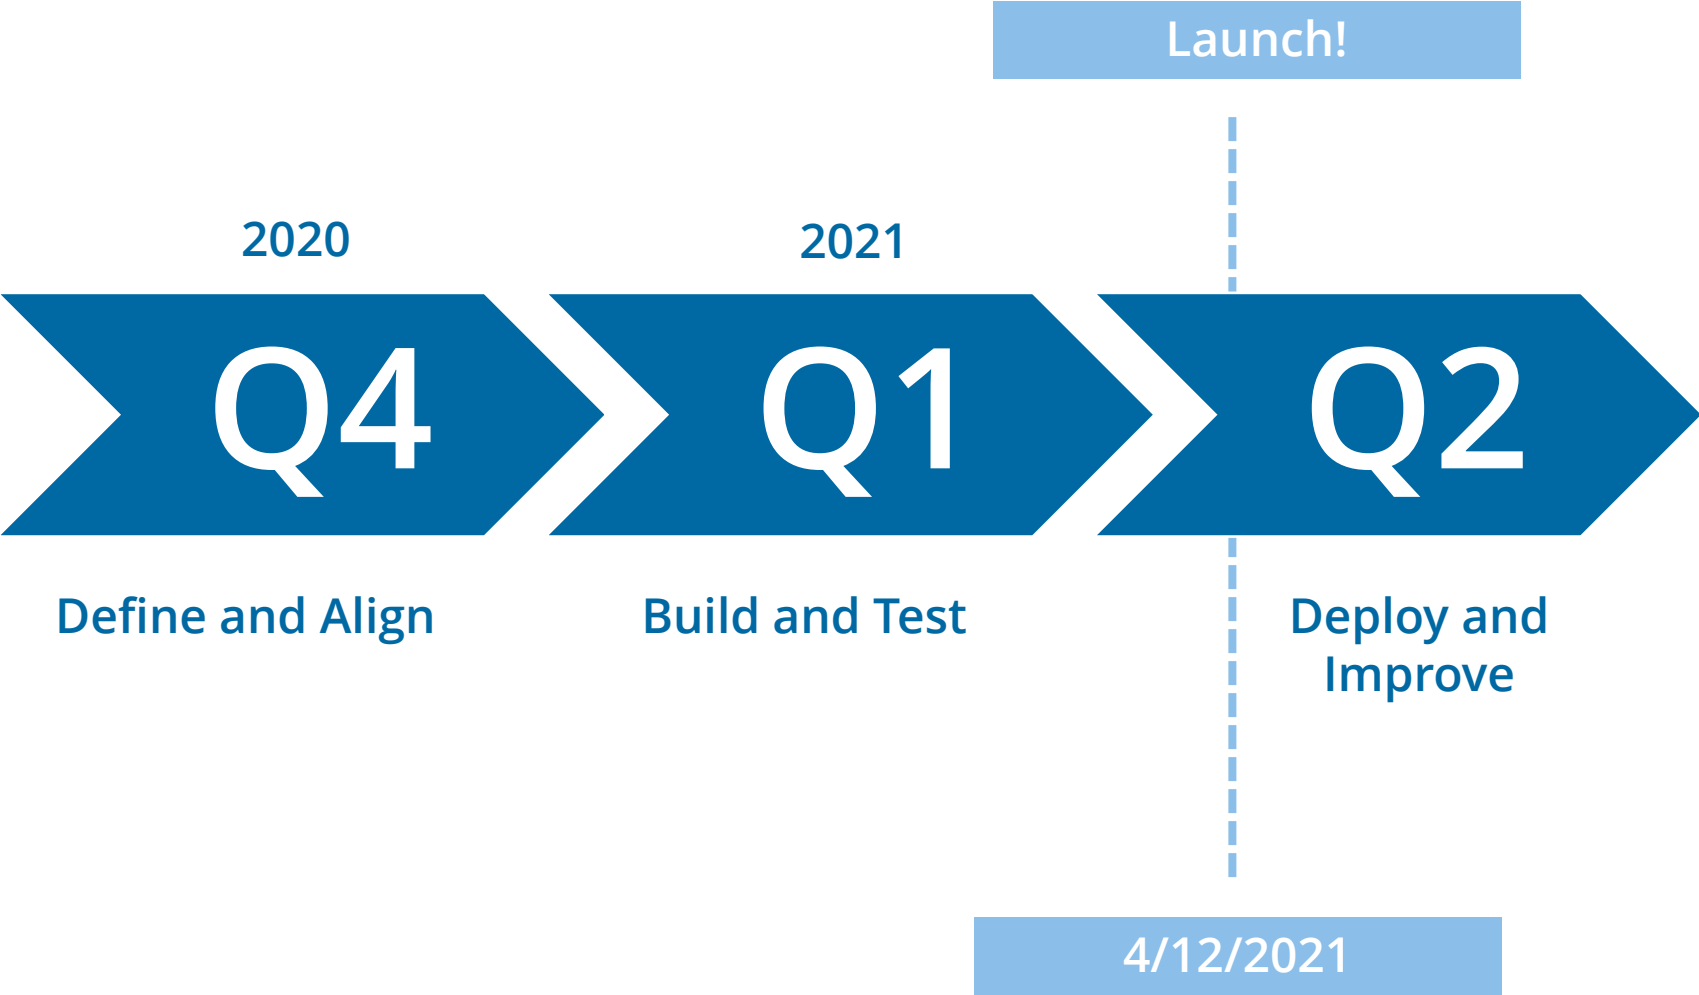 Launch!
2020
2021
Q4
Q1
Q2
Define and Align
Build and Test
Deploy and
Improve
4/12/2021